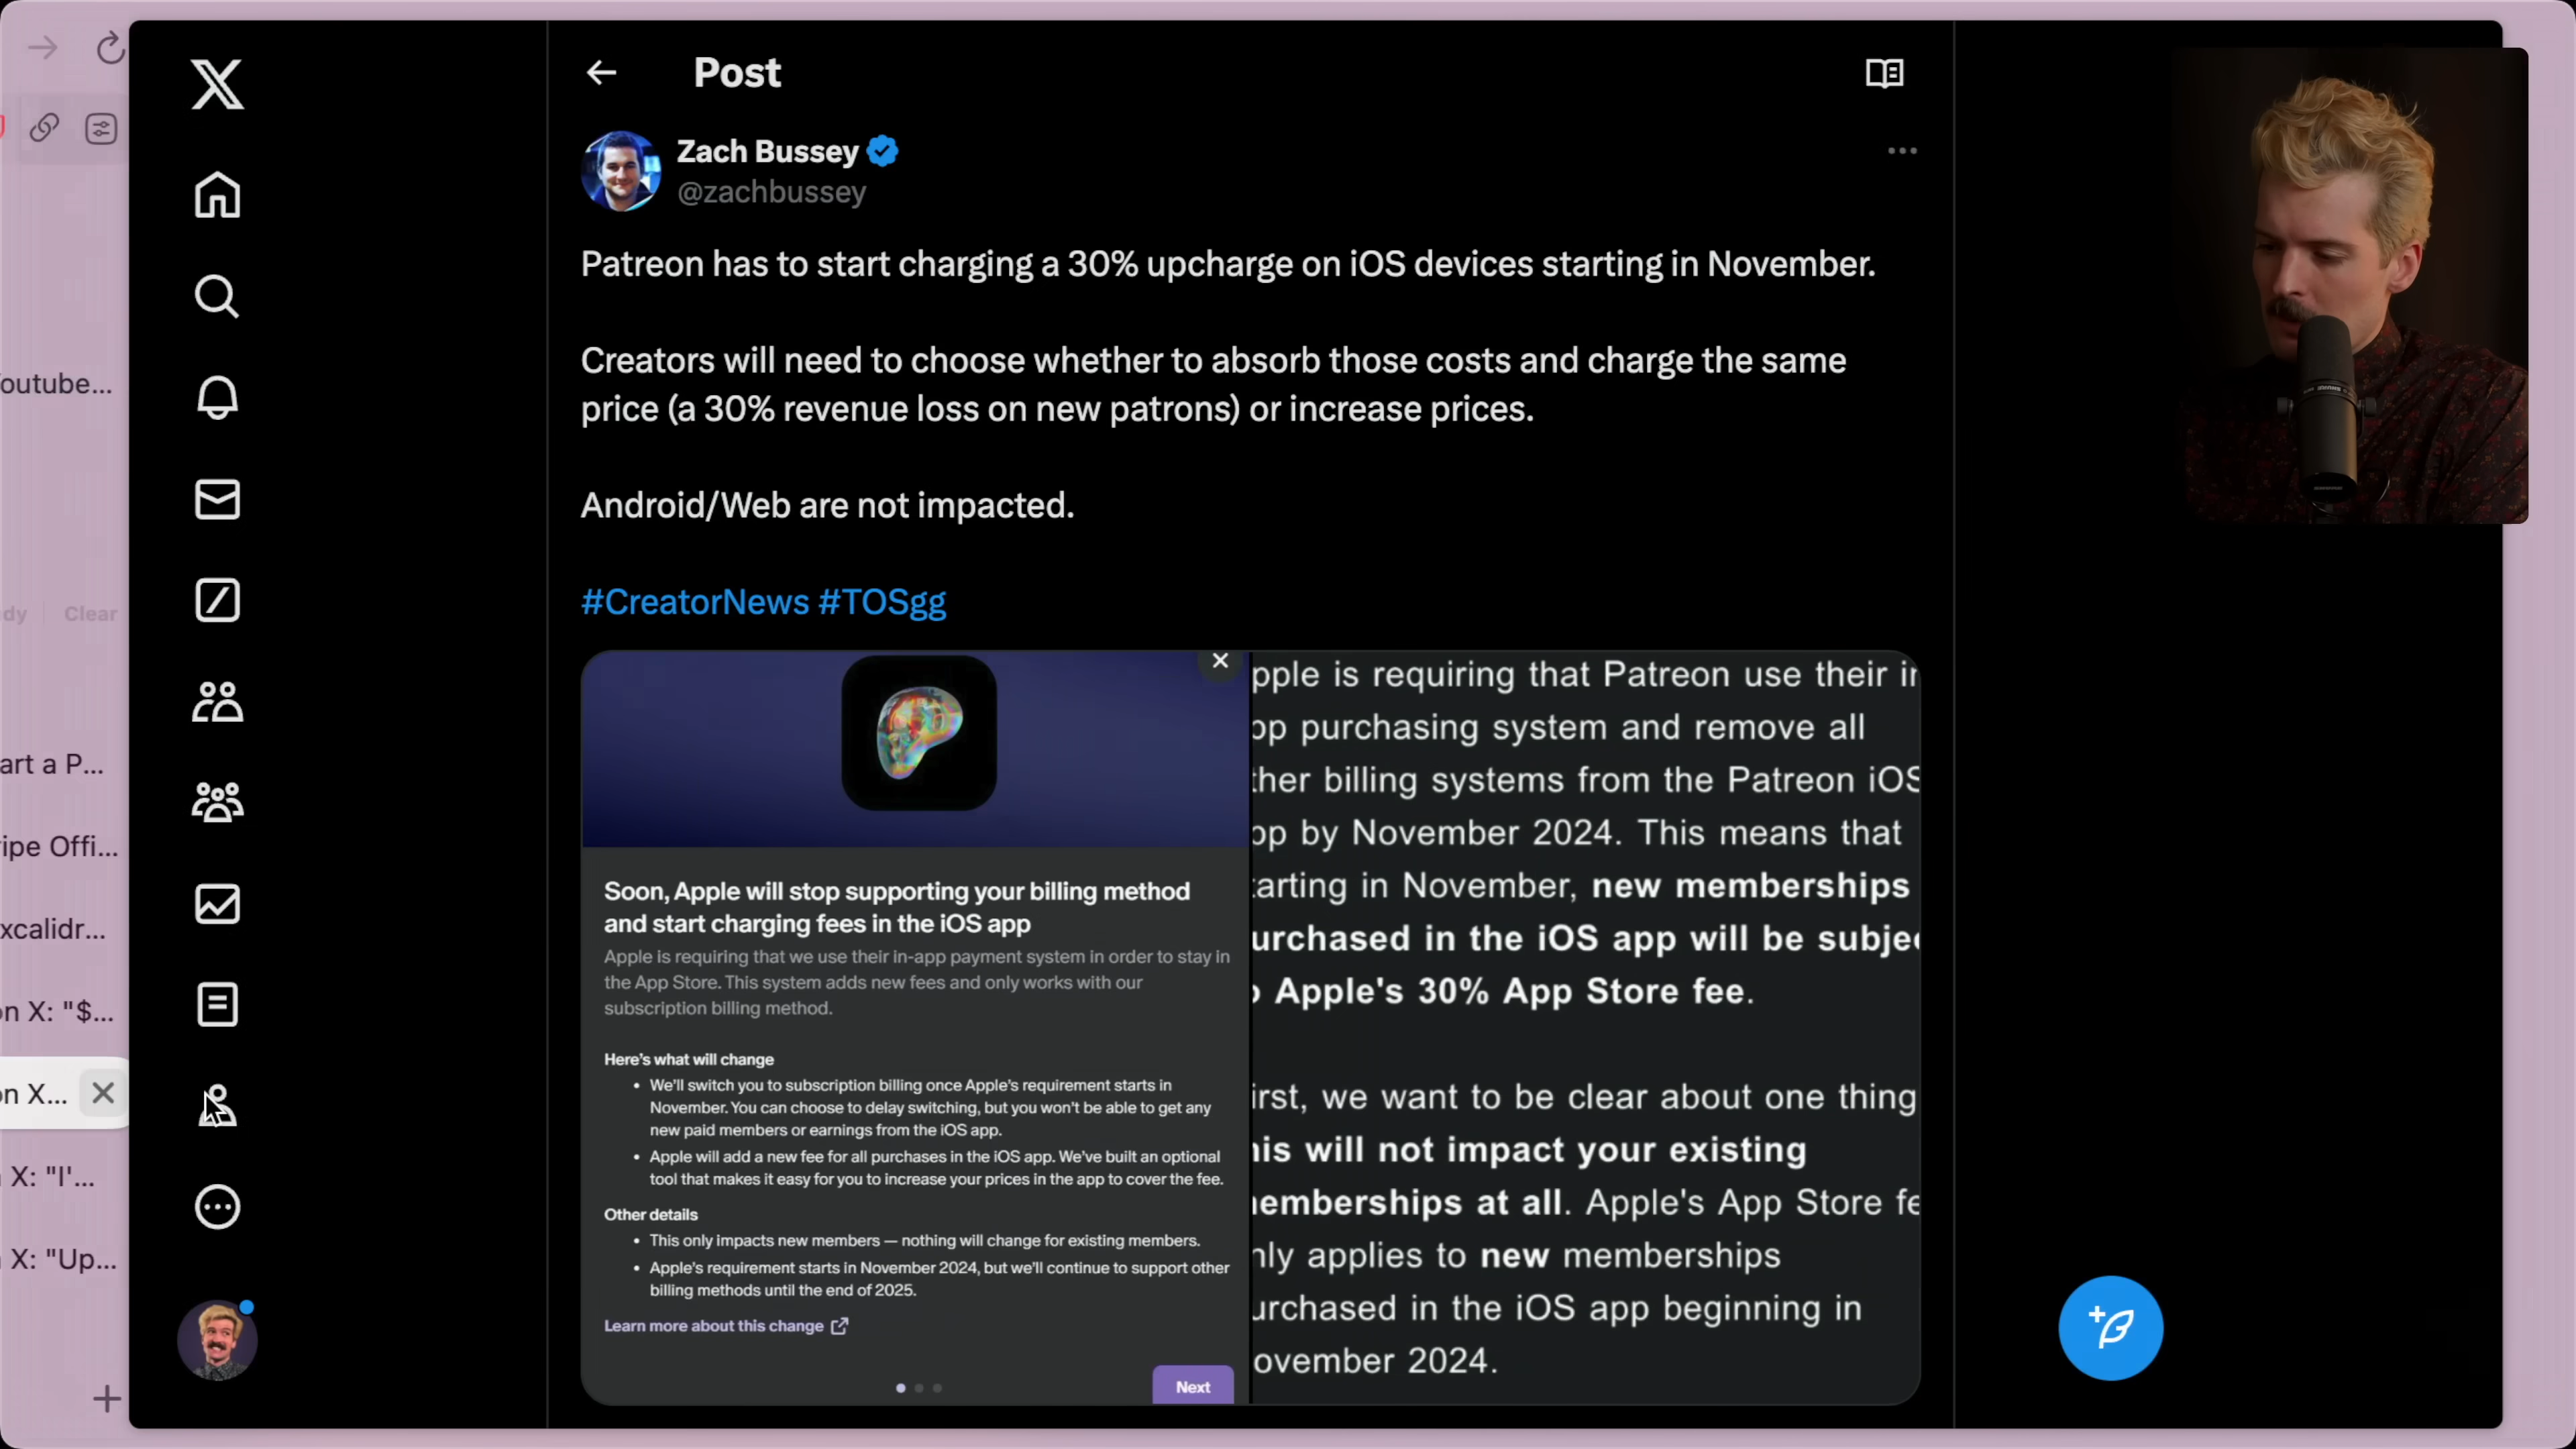 Post
Zach Bussey
@zachbussey
Patreon has to start charging a 30% upcharge on iOS devices starting in November.
Creators will need to choose whether to absorb those costs and charge the same
price (a 30% revenue loss on new patrons) or increase prices.
Android/Web are not impacted.
#CreatorNews #TOSgg
Soon, Apple will stop supporting your billing method
and start charging fees in the iOS app
Apple is requiring that we use their in-app payment system in order to stay in
the App Store. This system adds new fees and only works with our
subscription billing method.
Here's what will change
• We'll switch you to subscription billing once Apple's requirement starts in
November. You can choose to delay switching, but you won't be able to get any
new paid members or earnings from the iOS app.
• Apple will add a new fee for all purchases in the iOS app. We've built an optional
tool that makes it easy for you to increase your prices in the app to cover the fee.
Other details
• This only impacts new members — nothing will change for existing members.
• Apple's requirement starts in November 2024, but we'll continue to support other
billing methods until the end of 2025.
Learn more about this change
Next
pple is requiring that Patreon use their in
pp purchasing system and remove all
ther billing systems from the Patreon iOS
pp by November 2024. This means that
tarting in November, new memberships
urchased in the iOS app will be subjec
o Apple's 30% App Store fee.
irst, we want to be clear about one thing
his will not impact your existing
emberships at all. Apple's App Store fe
nly applies to new memberships
urchased in the iOS app beginning in
ovember 2024.
outube...
dy Clear
art a P...
ripe Offi...
xcalidr...
on X: "$...
on X...
X: "I'...
X: "Up...